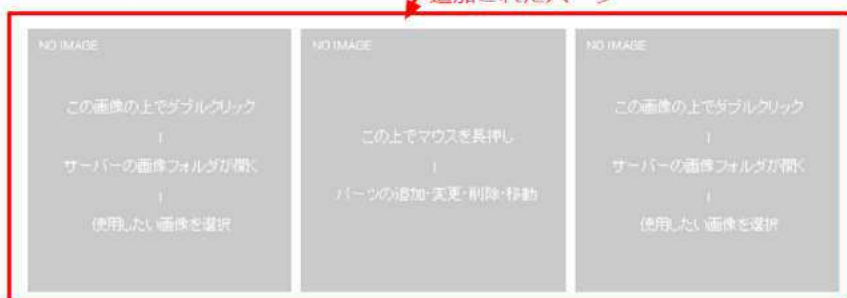 追加されたパーツ
NO IMAGE
この画像の上でダブルクリック
↓
サーバーの画像フォルダが開く
↓
使用したい画像を選択
NO IMAGE
この上でマウスを長押し
↓
パーツの追加・変更・削除・移動
NO IMAGE
この画像の上でダブルクリック
↓
サーバーの画像フォルダが開く
↓
使用したい画像を選択